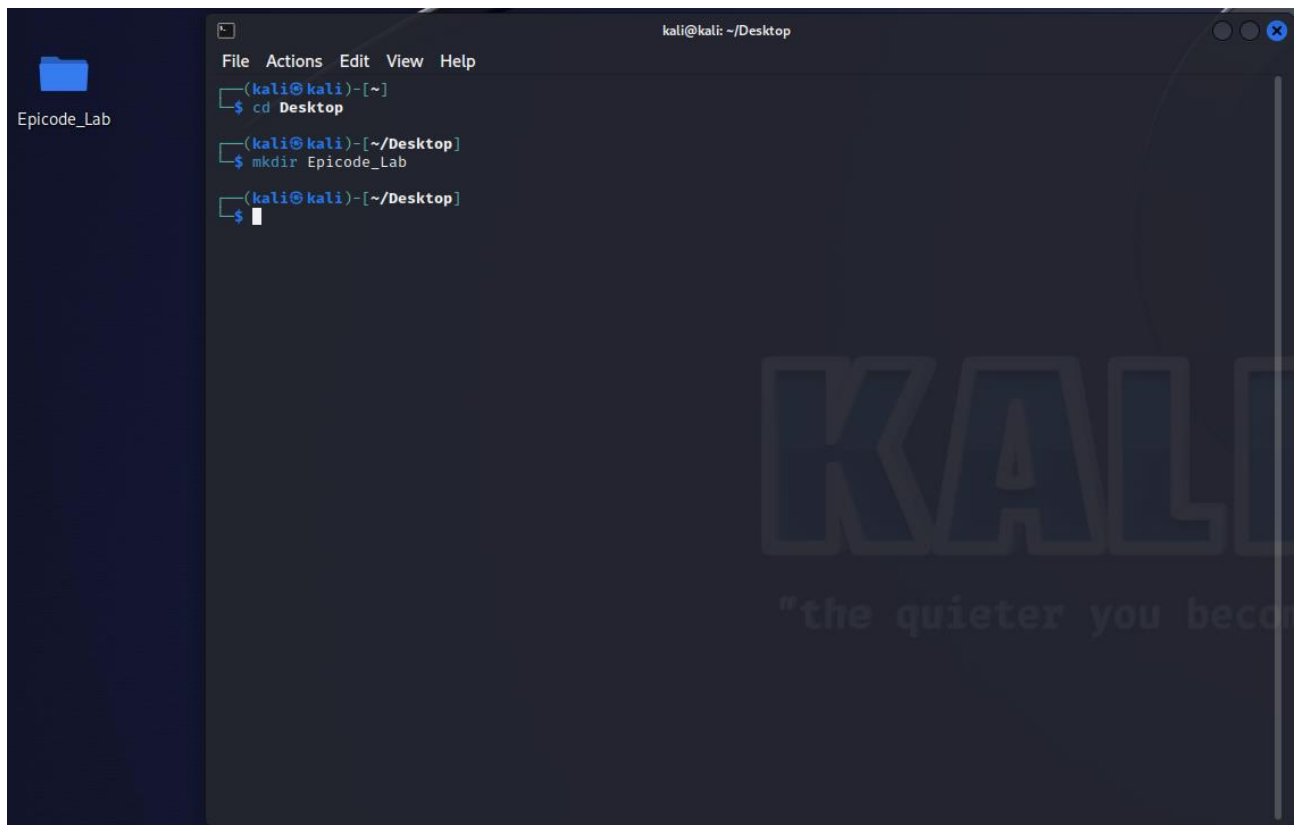 kali@kali: ~/Desktop
File Actions Edit View Help
Epicode_Lab
┌──(kali㉿kali)-[~]
└─$ cd Desktop
┌──(kali㉿kali)-[~/Desktop]
└─$ mkdir Epicode_Lab
┌──(kali㉿kali)-[~/Desktop]
└─$
KALI
"the quieter you becom